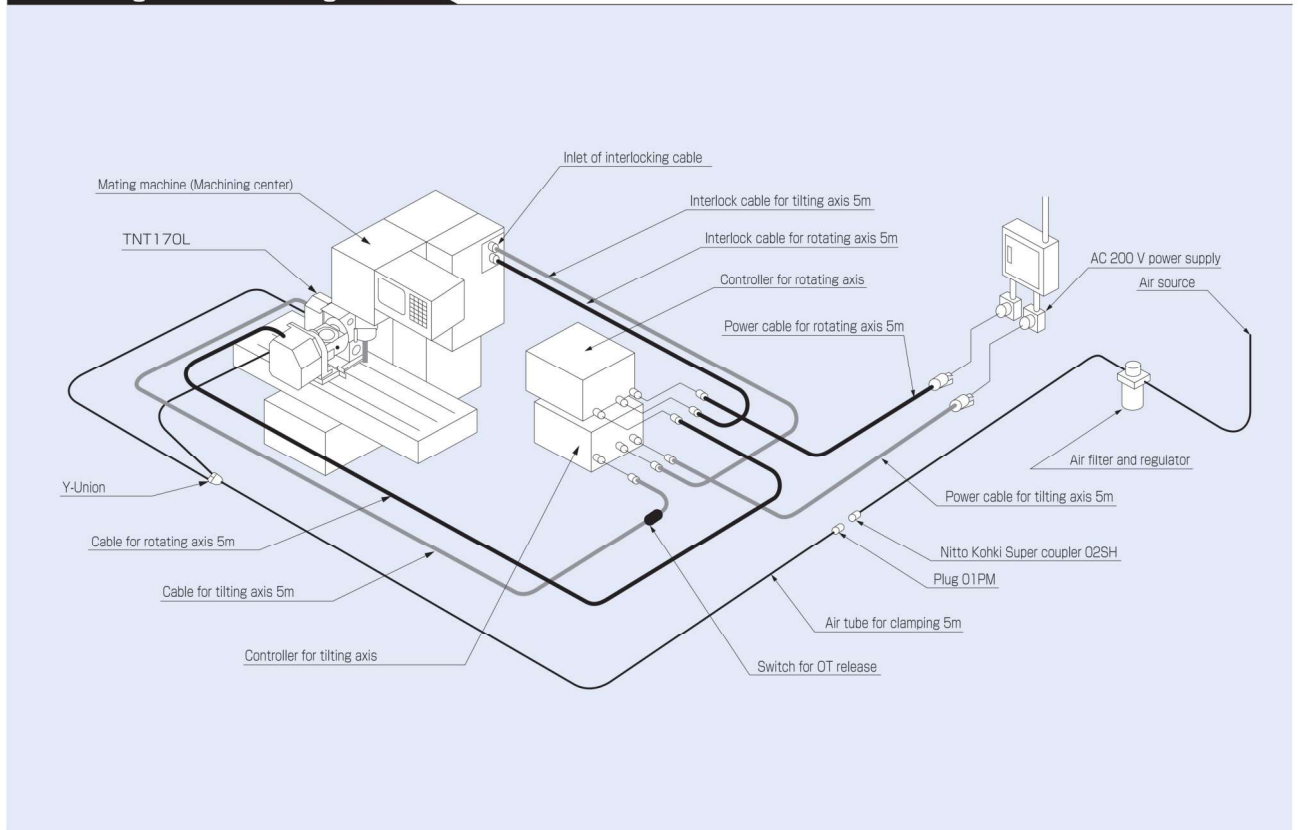 Inlet of interlocking cable
Mating machine (Machining center)
Interlock cable for tilting axis 5m
TNT170L
Interlock cable for rotating axis 5m
AC 200 V power supply
Controller for rotating axis
Air source
Power cable for rotating axis 5m
Air filter and regulator
Y-Union
Power cable for tilting axis 5m
Cable for rotating axis 5m
Nitto Kohki Super coupler 02SH
Plug 01PM
Cable for tilting axis 5m
Air tube for clamping 5m
Controller for tilting axis
Switch for OT release